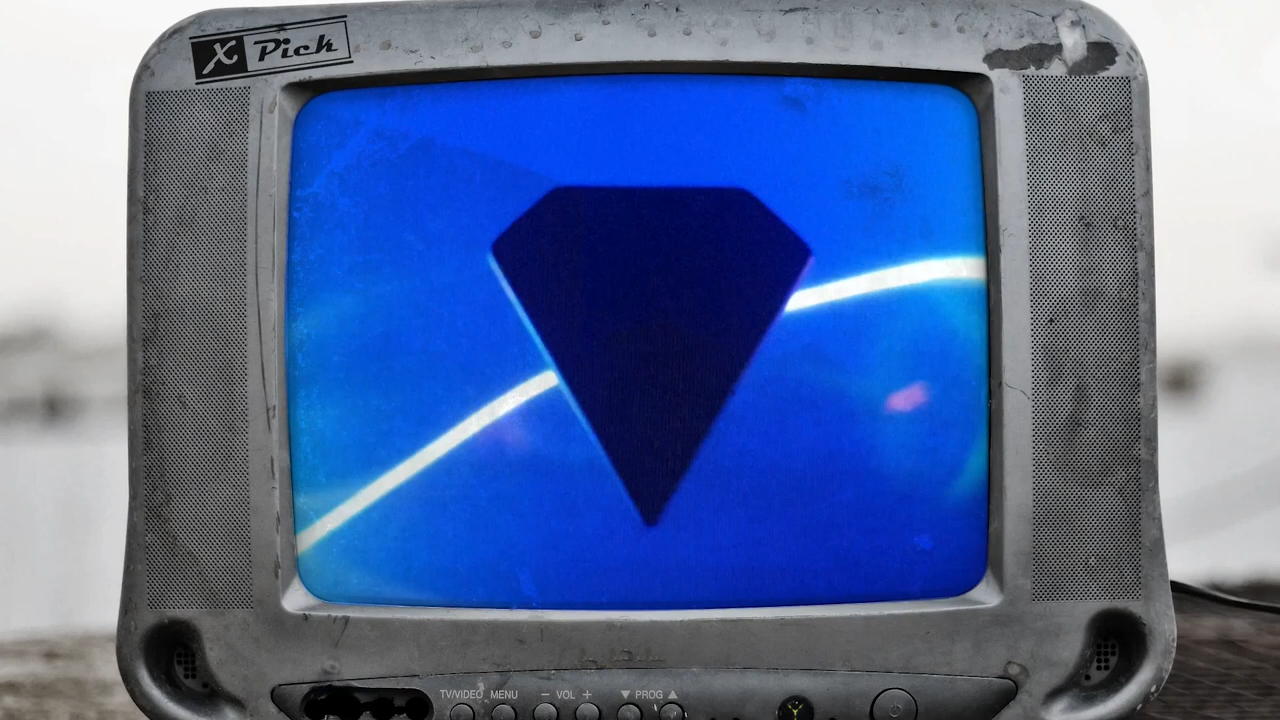 X Pick
TV/VIDEO MENU – VOL + ▼ PROG ▲